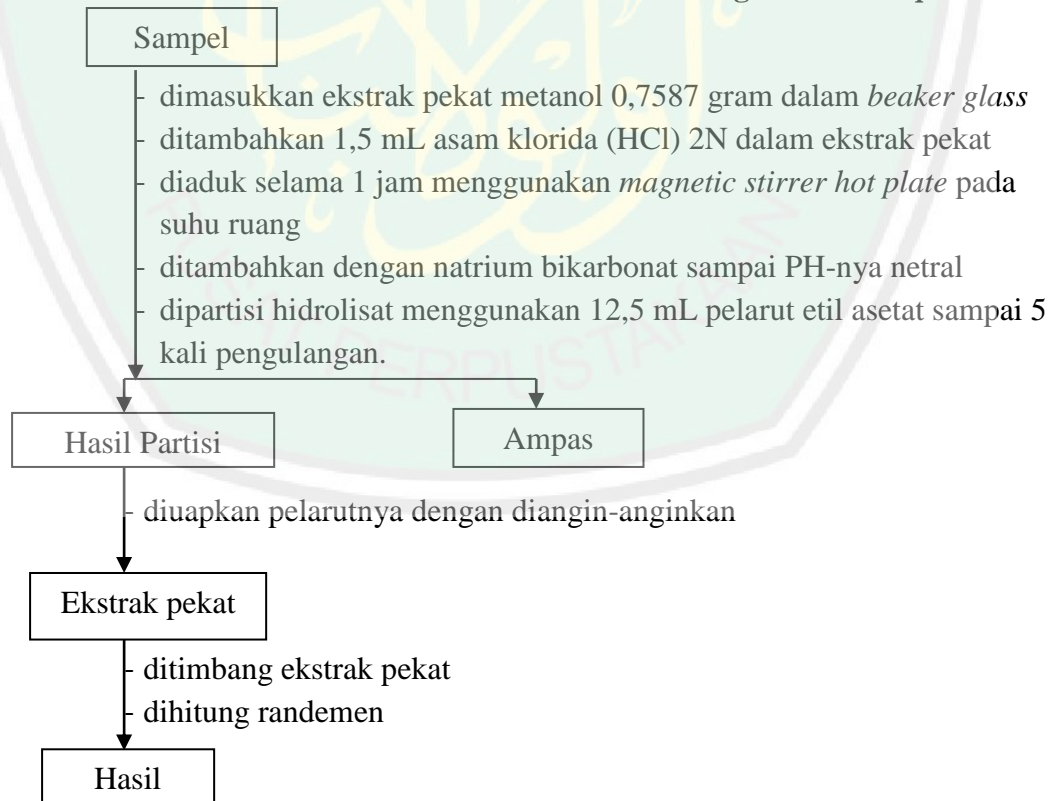 Sampel
- dimasukkan ekstrak pekat metanol 0,7587 gram dalam beaker glass
- ditambahkan 1,5 mL asam klorida (HCl) 2N dalam ekstrak pekat
- diaduk selama 1 jam menggunakan magnetic stirrer hot plate pada
suhu ruang
- ditambahkan dengan natrium bikarbonat sampai PH-nya netral
- dipartisi hidrolisat menggunakan 12,5 mL pelarut etil asetat sampai 5
kali pengulangan.
Hasil Partisi
Ampas
- diuapkan pelarutnya dengan diangin-anginkan
Ekstrak pekat
- ditimbang ekstrak pekat
- dihitung randemen
Hasil